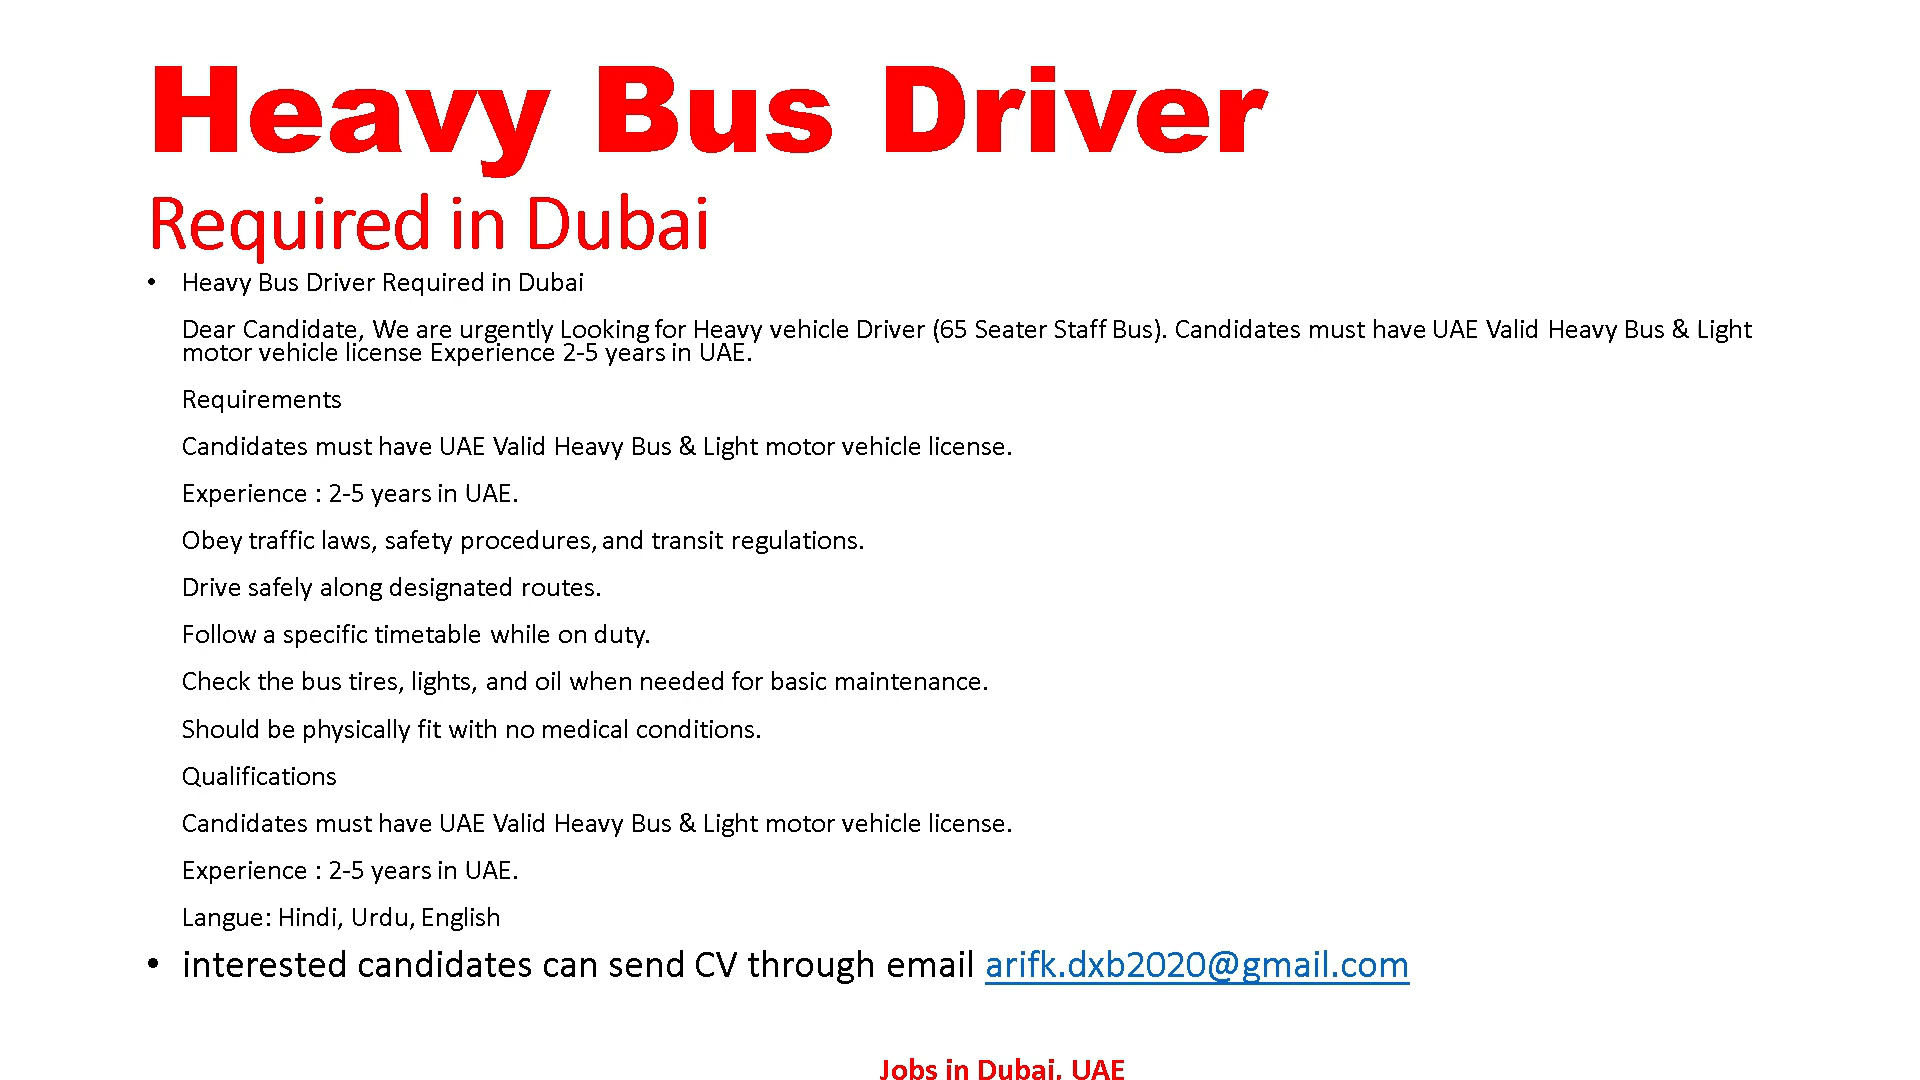 Heavy Bus Driver
Required in Dubai
• Heavy Bus Driver Required in Dubai
Dear Candidate, We are urgently Looking for Heavy vehicle Driver (65 Seater Staff Bus). Candidates must have UAE Valid Heavy Bus & Light
motor vehicle license Experience 2-5 years in UAE.
Requirements
Candidates must have UAE Valid Heavy Bus & Light motor vehicle license.
Experience : 2-5 years in UAE.
Obey traffic laws, safety procedures, and transit regulations.
Drive safely along designated routes.
Follow a specific timetable while on duty.
Check the bus tires, lights, and oil when needed for basic maintenance.
Should be physically fit with no medical conditions.
Qualifications
Candidates must have UAE Valid Heavy Bus & Light motor vehicle license.
Experience : 2-5 years in UAE.
Langue: Hindi, Urdu, English
• interested candidates can send CV through email arifk.dxb2020@gmail.com
Jobs in Dubai. UAE